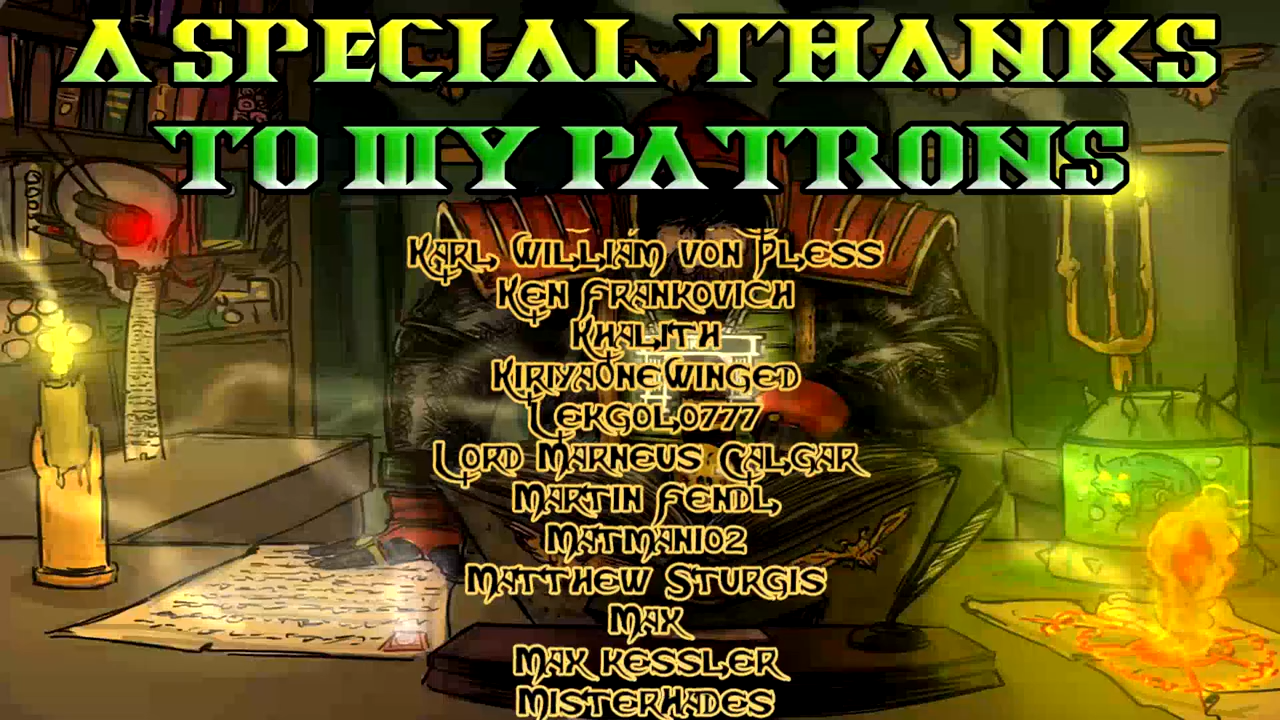 A SPECIAL THANKS
TO MY PATRONS
Karl William von Pless
Ken Frankovich
Khalith
KiriyaOneWinged
Lekgolo777
Lord Marneus Calgar
Martin Fendl
Matman102
Matthew Sturgis
Max
Max Kessler
MisterHades